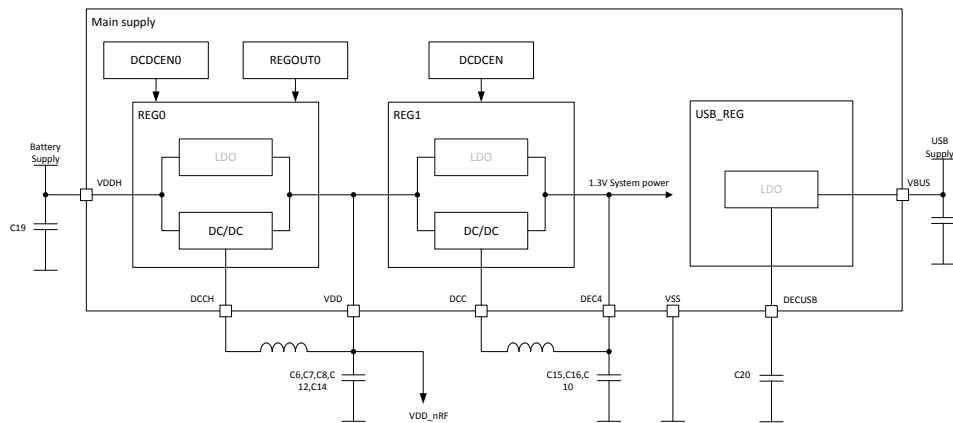 Main supply
DCDCEN0
REGOUT0
DCDCEN
REG0
REG1
USB_REG
Battery
Supply
USB
Supply
LDO
LDO
LDO
VDDH
1.3V System power
VBUS
C19
DC/DC
DC/DC
DCCH
VDD
DCC
DEC4
VSS
DECUSB
C6,C7,C8,C
12,C14
C15,C16,C
10
C20
VDD_nRF